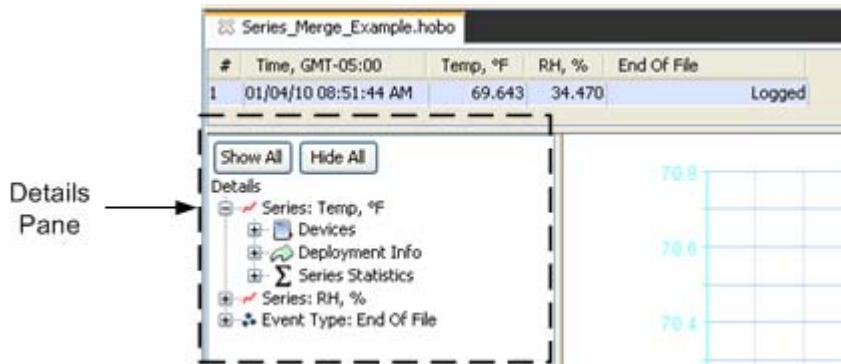 Series_Merge_Example.hobo
# Time, GMT-05:00 Temp, °F RH, % End Of File
1 01/04/10 08:51:44 AM 69.643 34.470 Logged
Show All Hide All
Details
Series: Temp, °F
Devices
Deployment Info
Σ Series Statistics
Series: RH, %
Event Type: End Of File
Details
Pane
70.8
70.6
70.4